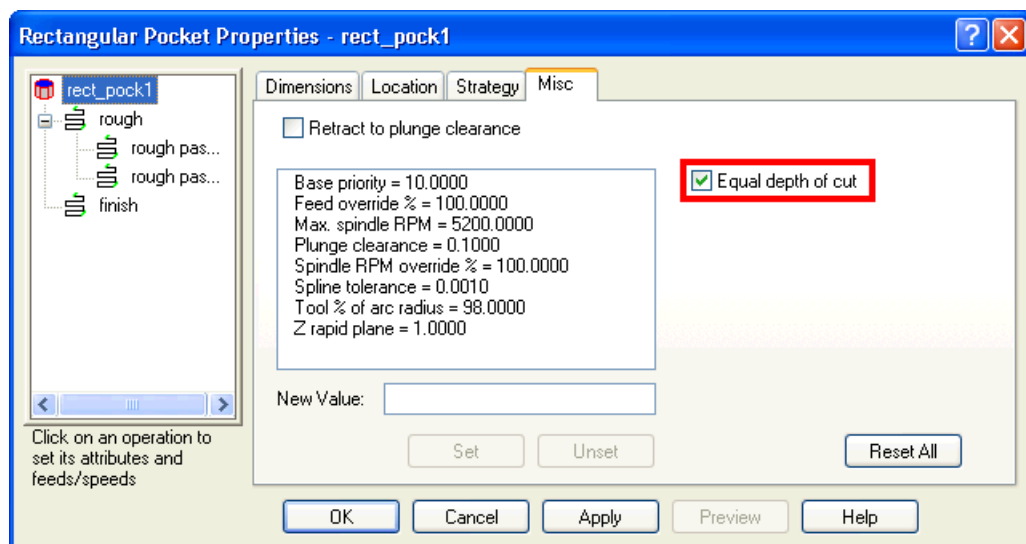 Rectangular Pocket Properties - rect_pock1
rect_pock1
rough
rough pas...
rough pas...
finish
Click on an operation to
set its attributes and
feeds/speeds
Dimensions Location Strategy Misc
Retract to plunge clearance
Base priority = 10.0000
Feed override % = 100.0000
Max. spindle RPM = 5200.0000
Plunge clearance = 0.1000
Spindle RPM override % = 100.0000
Spline tolerance = 0.0010
Tool % of arc radius = 98.0000
Z rapid plane = 1.0000
Equal depth of cut
New Value:
Set Unset Reset All
OK Cancel Apply Preview Help